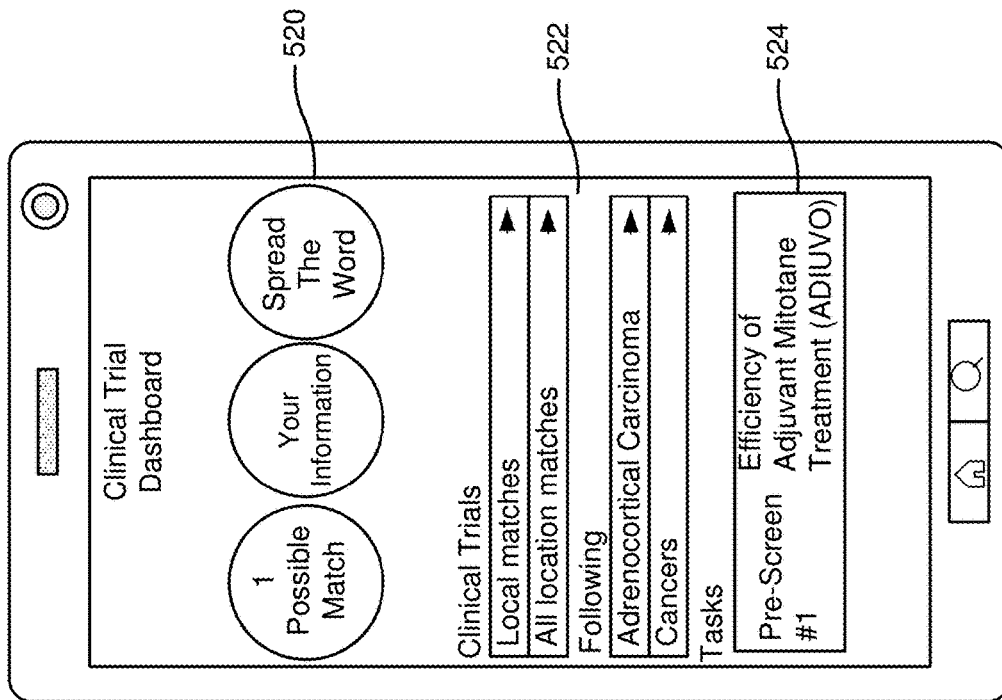 Clinical Trial
Dashboard
1
Possible
Match
Your
Information
Spread
The
Word
520
Clinical Trials
Local matches
All location matches
522
Following
Adrenocortical Carcinoma
Cancers
Tasks
Pre-Screen
#1
Efficiency of
Adjuvant Mitotane
Treatment (ADIUVO)
524